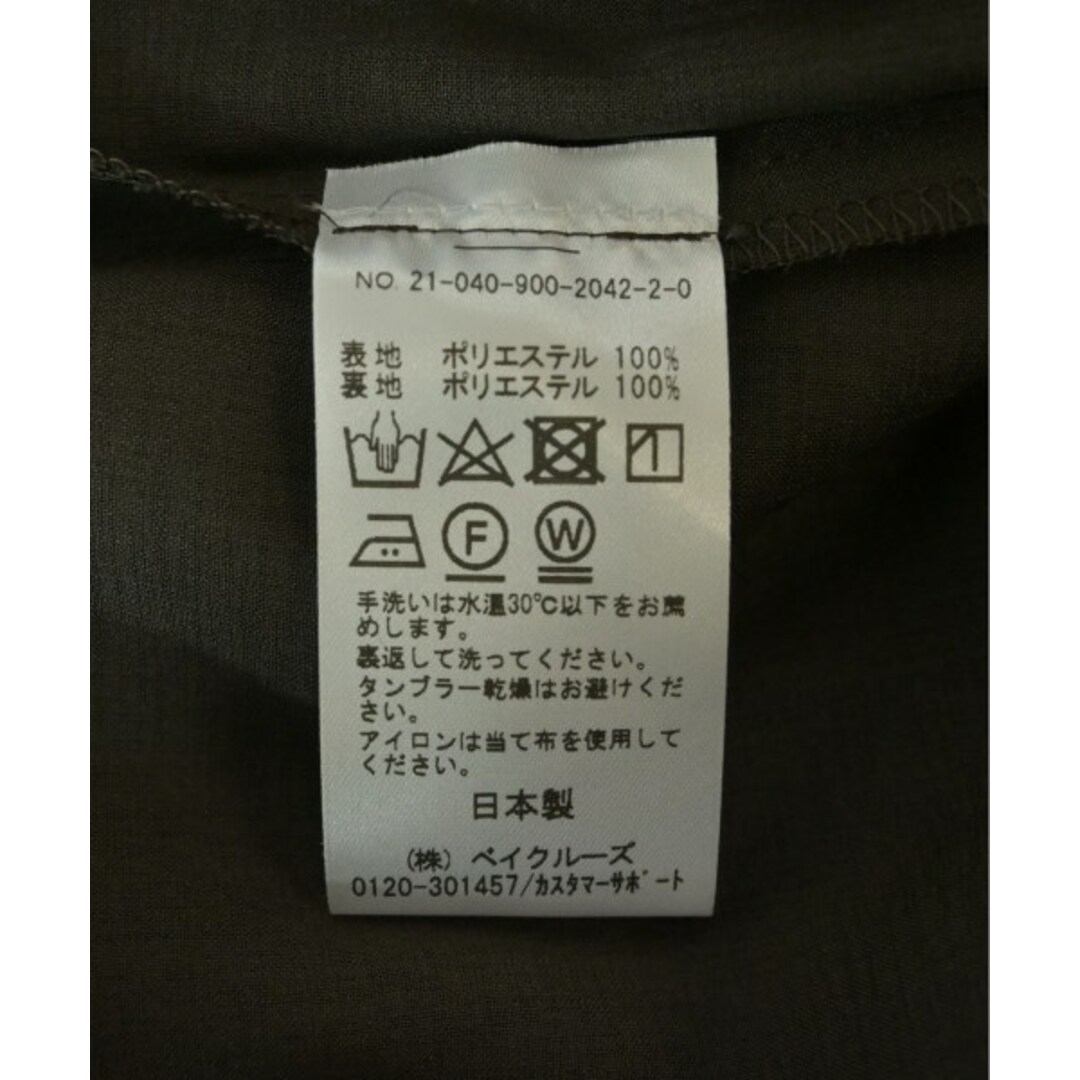 NO. 21-040-900-2042-2-0
表地 ポリエステル 100%
裏地 ポリエステル 100%
F W
手洗いは水温30℃以下をお薦
めします。
裏返して洗ってください。
タンブラー乾燥はお避けくだ
さい。
アイロンは当て布を使用して
ください。
日本製
(株) ベイクルーズ
0120-301457/カスタマーサポート